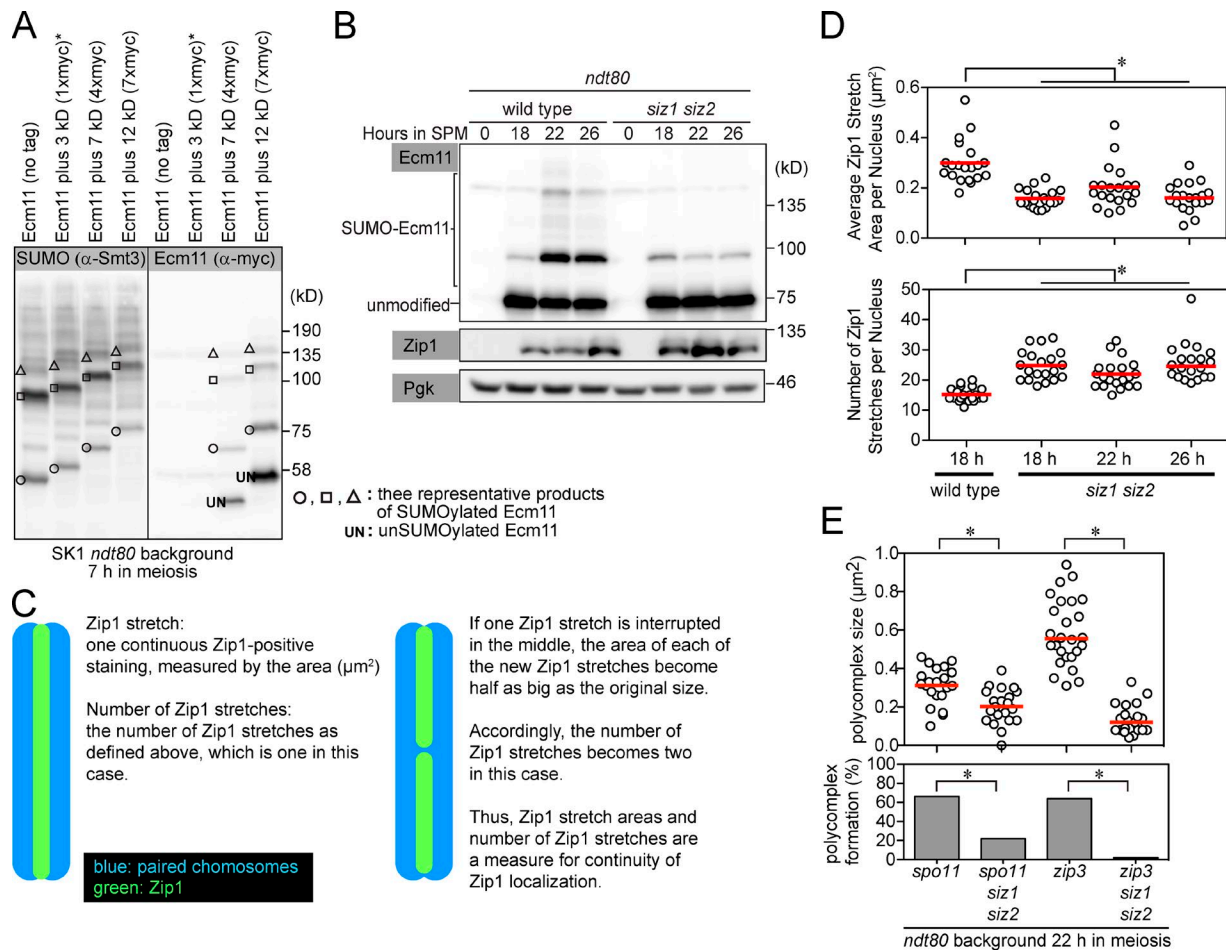 A
Ecm11 (no tag)
Ecm11 plus 3 kD (1xmyc)*
Ecm11 plus 7 kD (4xmyc)
Ecm11 plus 12 kD (7xmyc)
Ecm11 (no tag)
Ecm11 plus 3 kD (1xmyc)*
Ecm11 plus 7 kD (4xmyc)
Ecm11 plus 12 kD (7xmyc)
SUMO (α-Smt3)
Ecm11 (α-myc)
(kD)
190
135
100
75
58
UN
UN
SK1 ndt80 background
7 h in meiosis
○, □, △ : thee representative products
of SUMOylated Ecm11
UN : unSUMOylated Ecm11
B
ndt80
wild type
siz1 siz2
Hours in SPM 0 18 22 26 0 18 22 26
Ecm11
(kD)
SUMO-Ecm11
unmodified
135
100
75
Zip1
135
Pgk
46
C
Zip1 stretch:
one continuous Zip1-positive
staining, measured by the area (μm²)
Number of Zip1 stretches:
the number of Zip1 stretches as
defined above, which is one in this
case.
blue: paired chromosomes
green: Zip1
If one Zip1 stretch is interrupted
in the middle, the area of each of
the new Zip1 stretches become
half as big as the original size.
Accordingly, the number of
Zip1 stretches becomes two
in this case.
Thus, Zip1 stretch areas and
number of Zip1 stretches are
a measure for continuity of
Zip1 localization.
D
Average Zip1 Stretch
Area per Nucleus (μm²)
0.6
0.4
0.2
0.0
*
Number of Zip1
Stretches per Nucleus
50
40
30
20
10
0
*
18 h 18 h 22 h 26 h
wild type
siz1 siz2
E
polycomplex size (μm2)
1.0
0.8
0.6
0.4
0.2
0.0
* *
polycomplex
formation (%)
100
80
60
40
20
0
* *
spo11
spo11
siz1
siz2
zip3
zip3
siz1
siz2
ndt80 background 22 h in meiosis